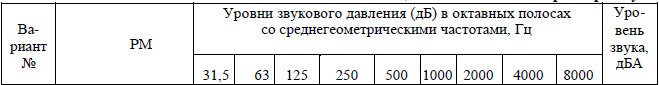 Ва-
риант
№
РМ
Уровни звукового давления (дБ) в октавных полосах
со среднегеометрическими частотами, Гц
31,5 63 125 250 500 1000 2000 4000 8000
Уро-
вень
звука,
дБА